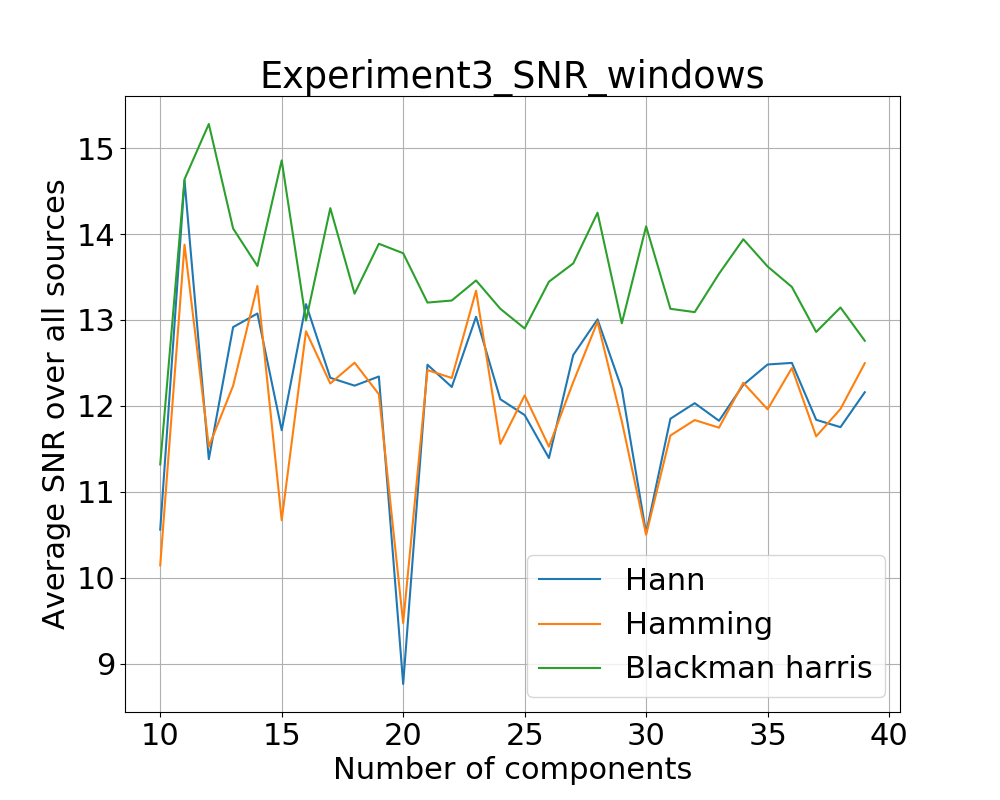 Experiment3_SNR_windows
Average SNR over all sources
15
14
13
12
11
10
9
Hann
Hamming
Blackman harris
10 15 20 25 30 35 40
Number of components